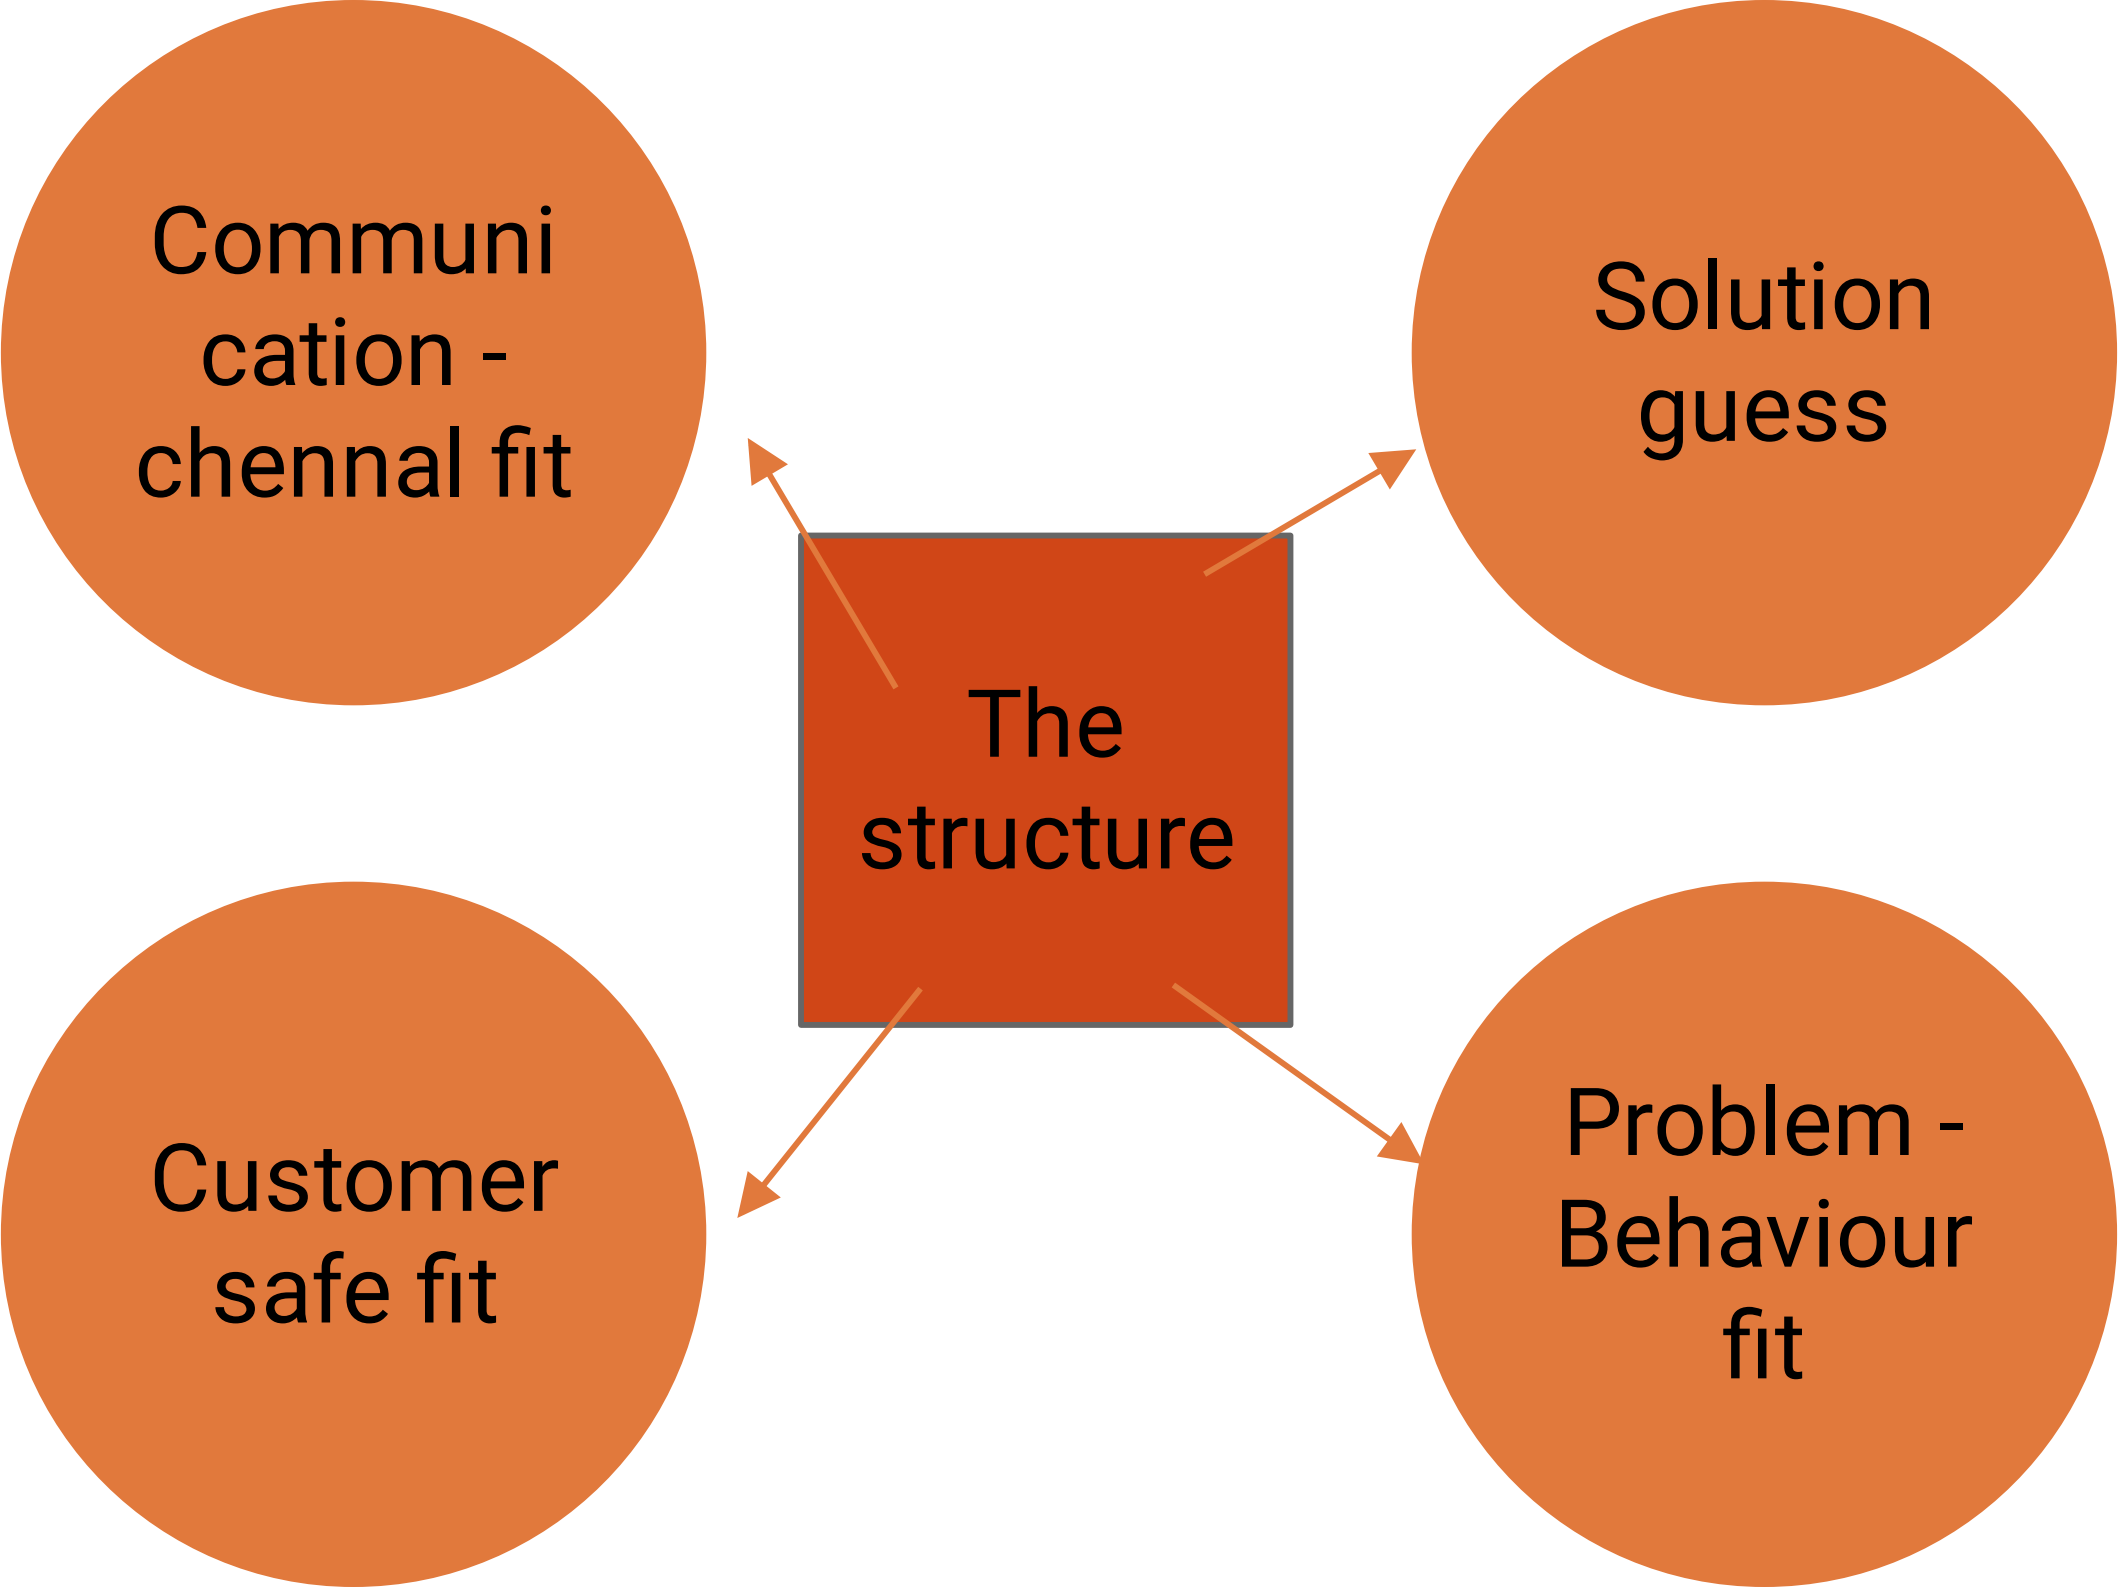 Communi
cation -
chennal fit
Solution
guess
The
structure
Customer
safe fit
Problem -
Behaviour
fit